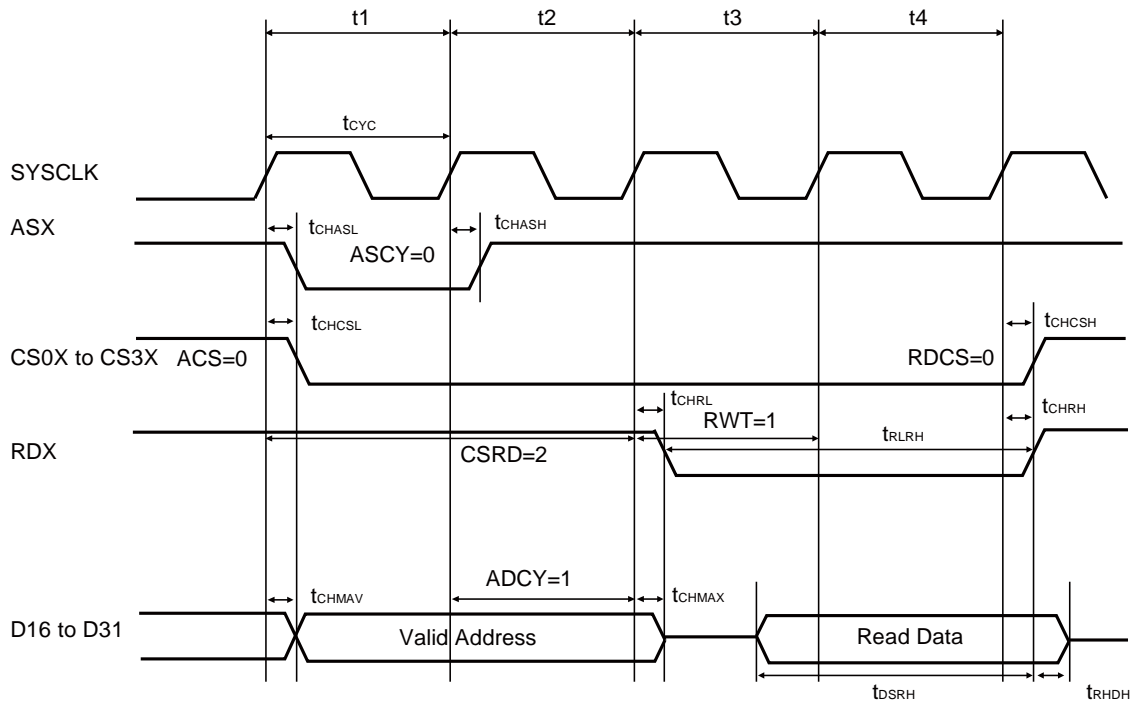 t1 t2 t3 t4
tCYC
SYSCLK
ASX
tCHASL
tCHASH
ASCY=0
tCHCSL
tCHCSH
CS0X to CS3X
ACS=0
RDCS=0
tCHRL
tCHRH
RWT=1
tRLRH
RDX
CSRD=2
ADCY=1
tCHMAV
tCHMAX
D16 to D31
Valid Address
Read Data
tDSRH
tRHDH